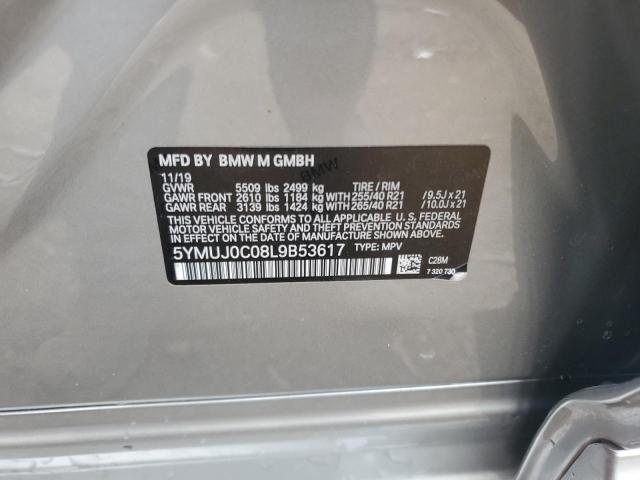 MFD BY BMW M GMBH
BMW
11/19
GVWR 5509 lbs 2499 kg TIRE / RIM
GAWR FRONT 2610 lbs 1184 kg WITH 255/40 R21 / 9.5J x 21
GAWR REAR 3139 lbs 1424 kg WITH 265/40 R21 / 10.0J x 21
THIS VEHICLE CONFORMS TO ALL APPLICABLE U. S. FEDERAL
MOTOR VEHICLE SAFETY, BUMPER, AND THEFT PREVENTION
STANDARDS IN EFFECT ON THE DATE OF MANUFACTURE SHOWN ABOVE.
5YMUJ0C08L9B53617 TYPE: MPV
C28M
7 320 730